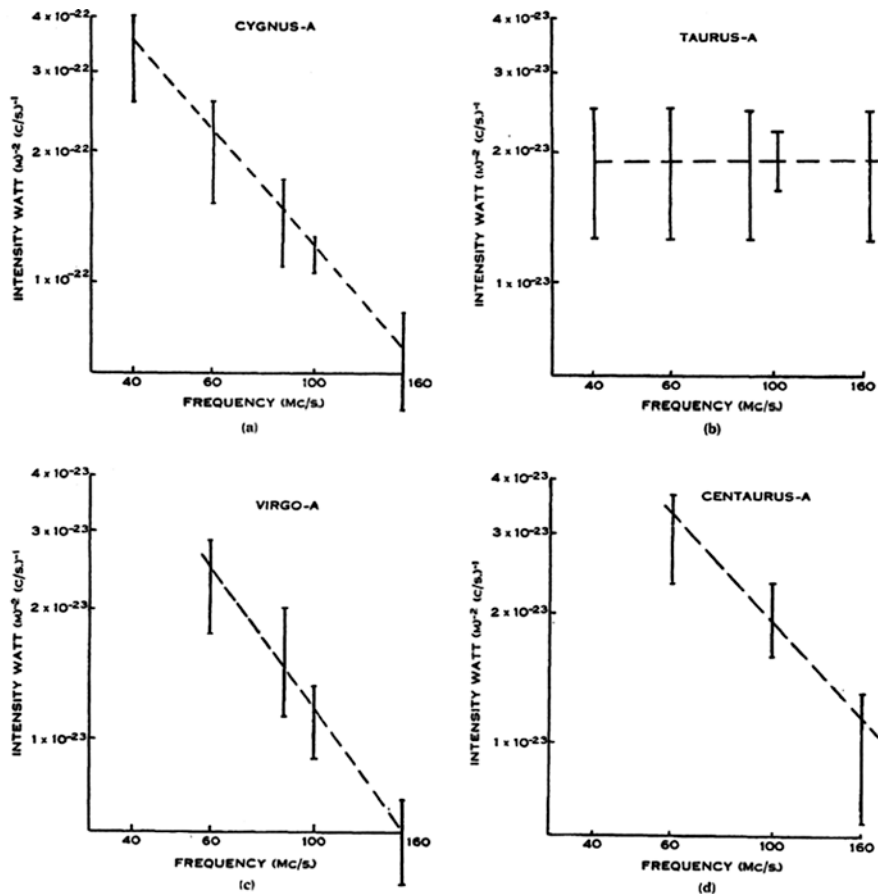 CYGNUS-A
4 x 10-22
3 x 10-22
2 x 10-22
1 x 10-22
INTENSITY WATT (M)-2 (C/S.)-1
40 60 100 160
FREQUENCY (MC/S.)
(a)
TAURUS-A
4 x 10-23
3 x 10-23
2 x 10-23
1 x 10-23
INTENSITY WATT (M)-2 (C/S.)-1
40 60 100 160
FREQUENCY (MC/S.)
(b)
VIRGO-A
4 x 10-23
3 x 10-23
2 x 10-23
1 x 10-23
INTENSITY WATT (M)-2 (C/S.)-1
40 60 100 160
FREQUENCY (MC/S.)
(c)
CENTAURUS-A
4 x 10-23
3 x 10-23
2 x 10-23
1 x 10-23
INTENSITY WATT (M)-2 (C/S.)-1
40 60 100 160
FREQUENCY (MC/S.)
(d)